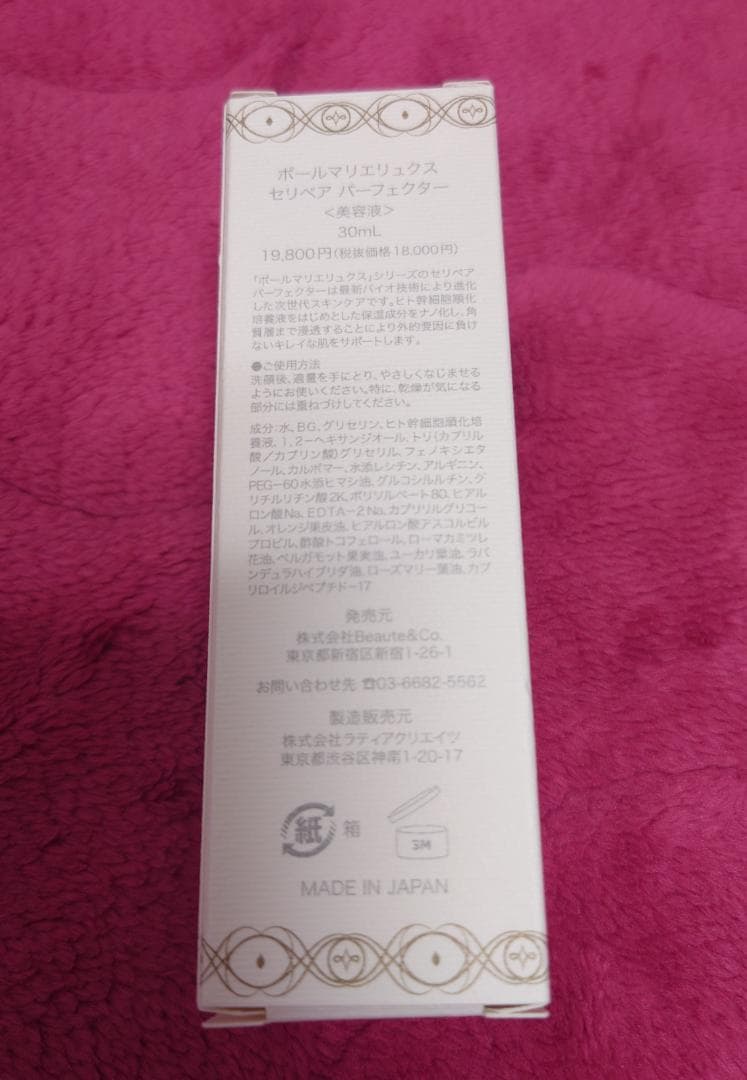 ポールマリエリュクス
セリペア パーフェクター
＜美容液＞
30mL
19,800円(税抜価格18,000円)
「ポールマリエリュクス」シリーズのセリペア
パーフェクターは最新バイオ技術により進化
した次世代スキンケアです。ヒト幹細胞順化
培養液をはじめとした保湿成分をナノ化し、角
質層まで浸透することにより外的要因に負け
ないキレイな肌をサポートします。
●ご使用方法
洗顔後、適量を手にとり、やさしくなじませる
ようにお使いください。特に、乾燥が気になる
部分には重ねづけしてください。
成分:水、BG、グリセリン、ヒト幹細胞順化培
養液、1,2-ヘキサンジオール、トリ(カプリル
酸/カプリン酸)グリセリル、フェノキシエタ
ノール、カルボマー、水添レシチン、アルギニン、
PEG-60水添ヒマシ油、グルコシルルチン、グ
リチルリチン酸2K、ポリソルベート80、ヒアル
ロン酸Na、EDTA-2Na、カプリリルグリコー
ル、オレンジ果皮油、ヒアルロン酸アスコルビル
プロピル、酢酸トコフェロール、ローマカミツレ
花油、ベルガモット果実油、ユーカリ葉油、ラバ
ンデュラハイブリダ油、ローズマリー葉油、カプ
リロイルジペプチド-17
発売元
株式会社Beaute&Co.
東京都新宿区新宿1-26-1
お問い合わせ先 ☎03-6682-5562
製造販売元
株式会社ラティアクリエイツ
東京都渋谷区神南1-20-17
紙 箱
3M
MADE IN JAPAN